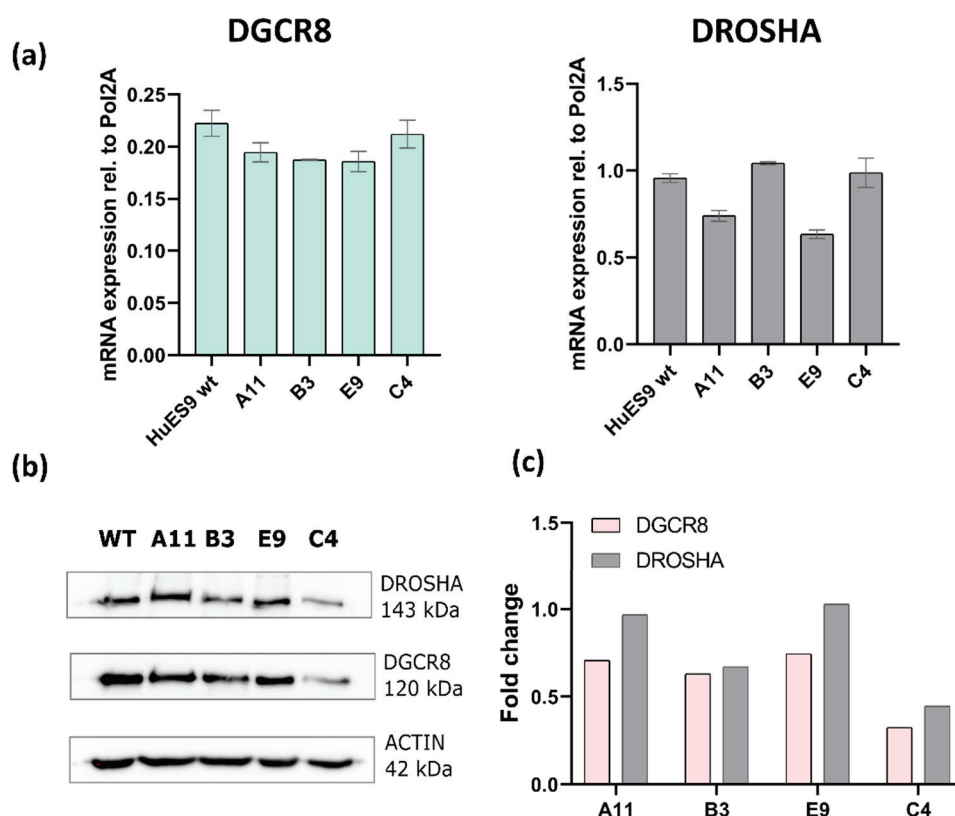 (a)
DGCR8
mRNA expression rel. to Pol2A
0.25
0.20
0.15
0.10
0.05
0.00
HuES9 wt
A11
B3
E9
C4
DROSHA
mRNA expression rel. to Pol2A
1.5
1.0
0.5
0.0
HuES9 wt
A11
B3
E9
C4
(b)
WT A11 B3 E9 C4
DROSHA
143 kDa
DGCR8
120 kDa
ACTIN
42 kDa
(c)
DGCR8
DROSHA
Fold change
1.5
1.0
0.5
0.0
A11
B3
E9
C4